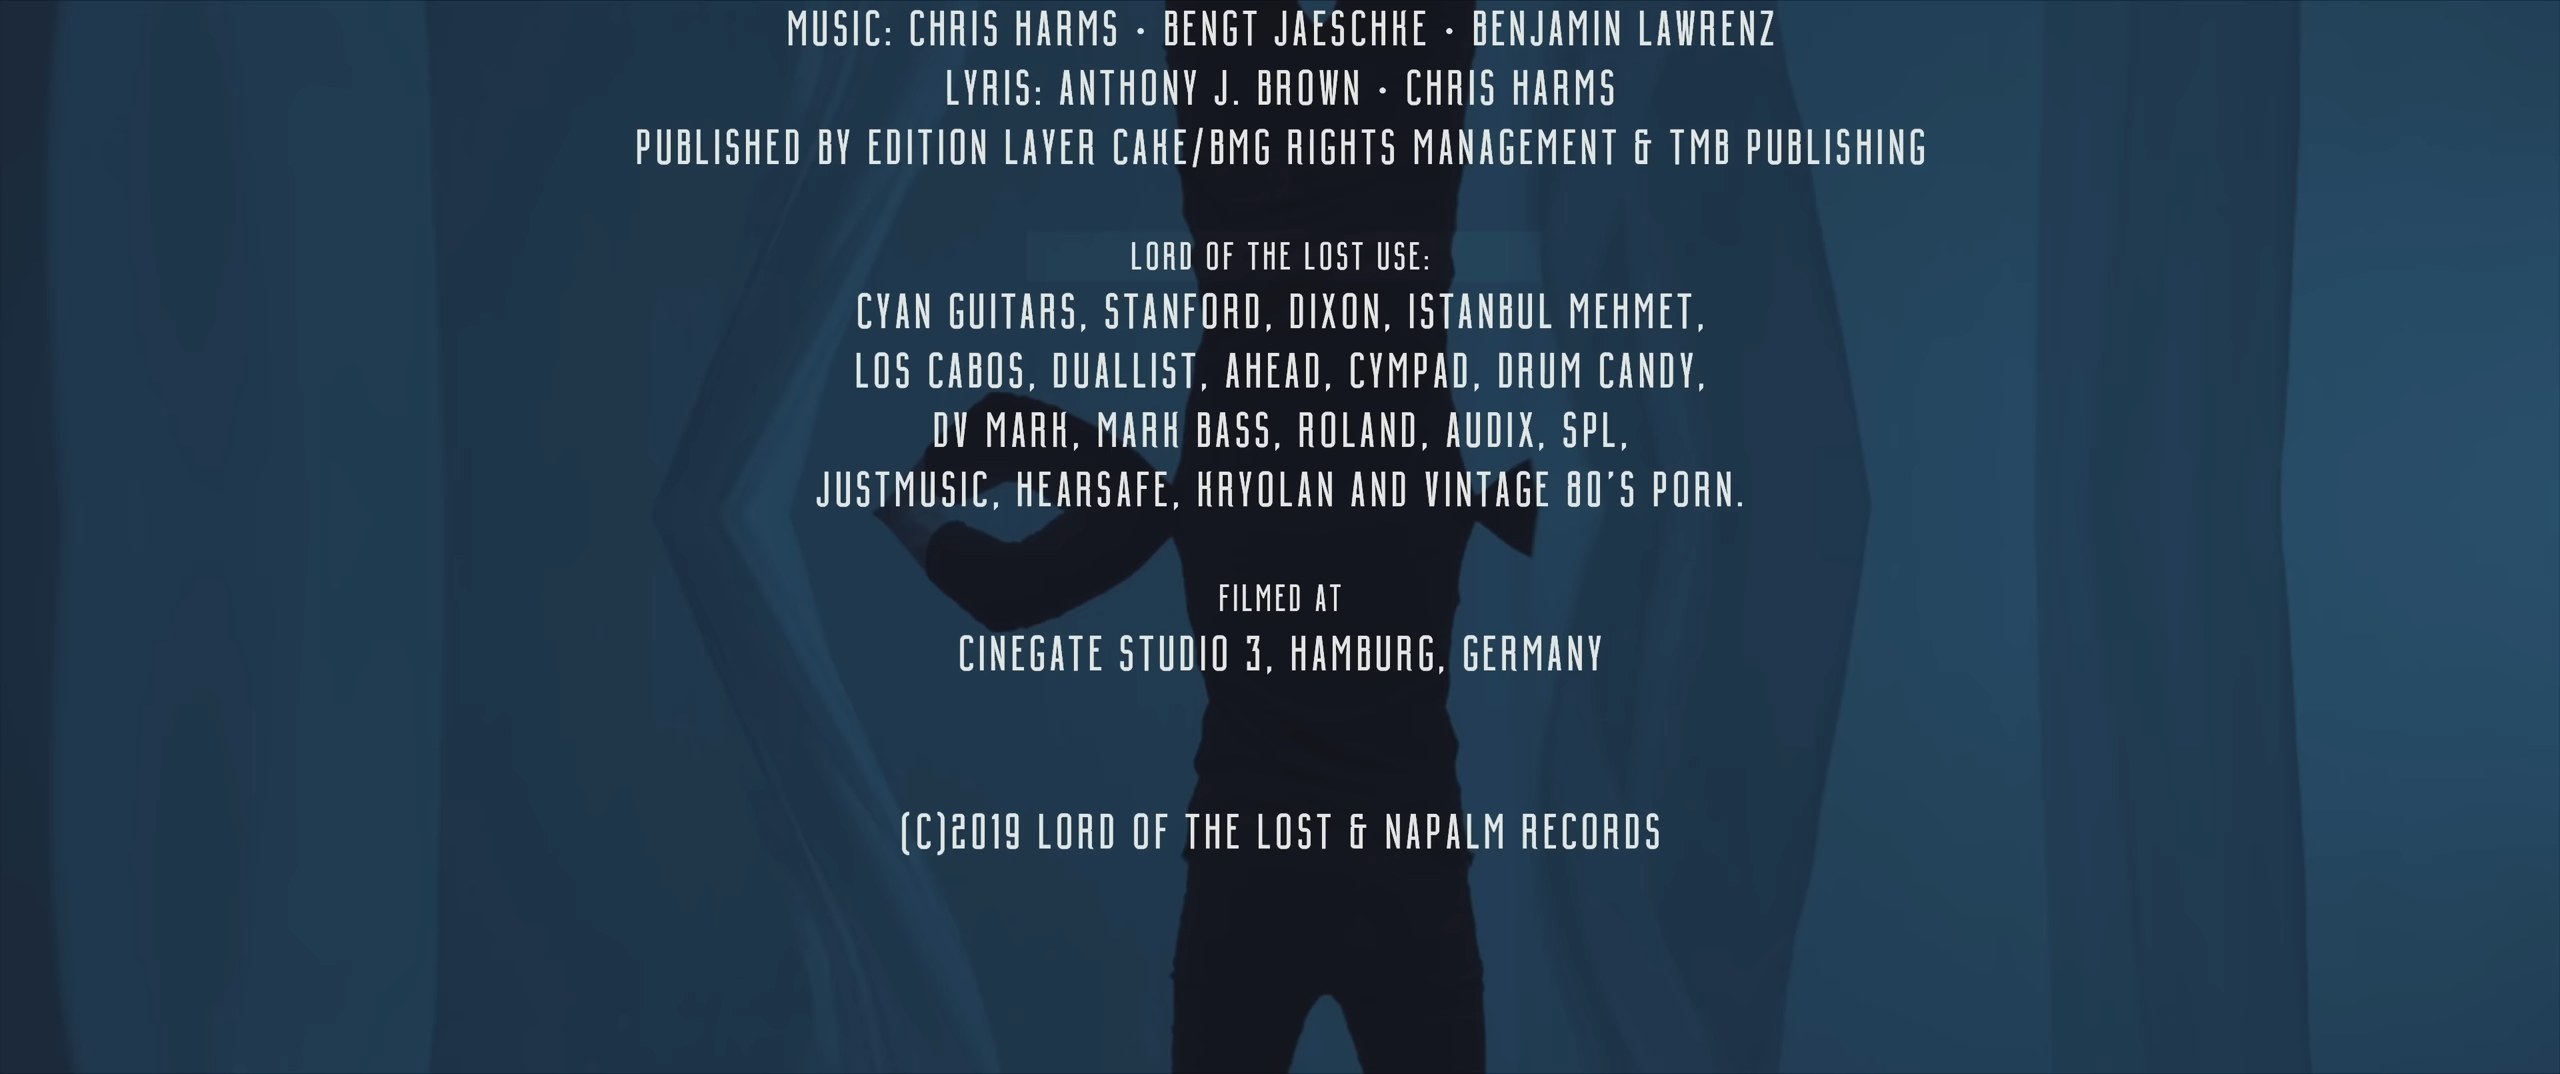 MUSIC: CHRIS HARMS • BENGT JAESCHKE • BENJAMIN LAWRENZ
LYRIS: ANTHONY J. BROWN • CHRIS HARMS
PUBLISHED BY EDITION LAYER CAKE/BMG RIGHTS MANAGEMENT & TMB PUBLISHING
LORD OF THE LOST USE:
CYAN GUITARS, STANFORD, DIXON, ISTANBUL MEHMET,
LOS CABOS, DUALLIST, AHEAD, CYMPAD, DRUM CANDY,
DV MARK, MARK BASS, ROLAND, AUDIX, SPL,
JUSTMUSIC, HEARSAFE, KRYOLAN AND VINTAGE 80'S PORN.
FILMED AT
CINEGATE STUDIO 3, HAMBURG, GERMANY
(C)2019 LORD OF THE LOST & NAPALM RECORDS